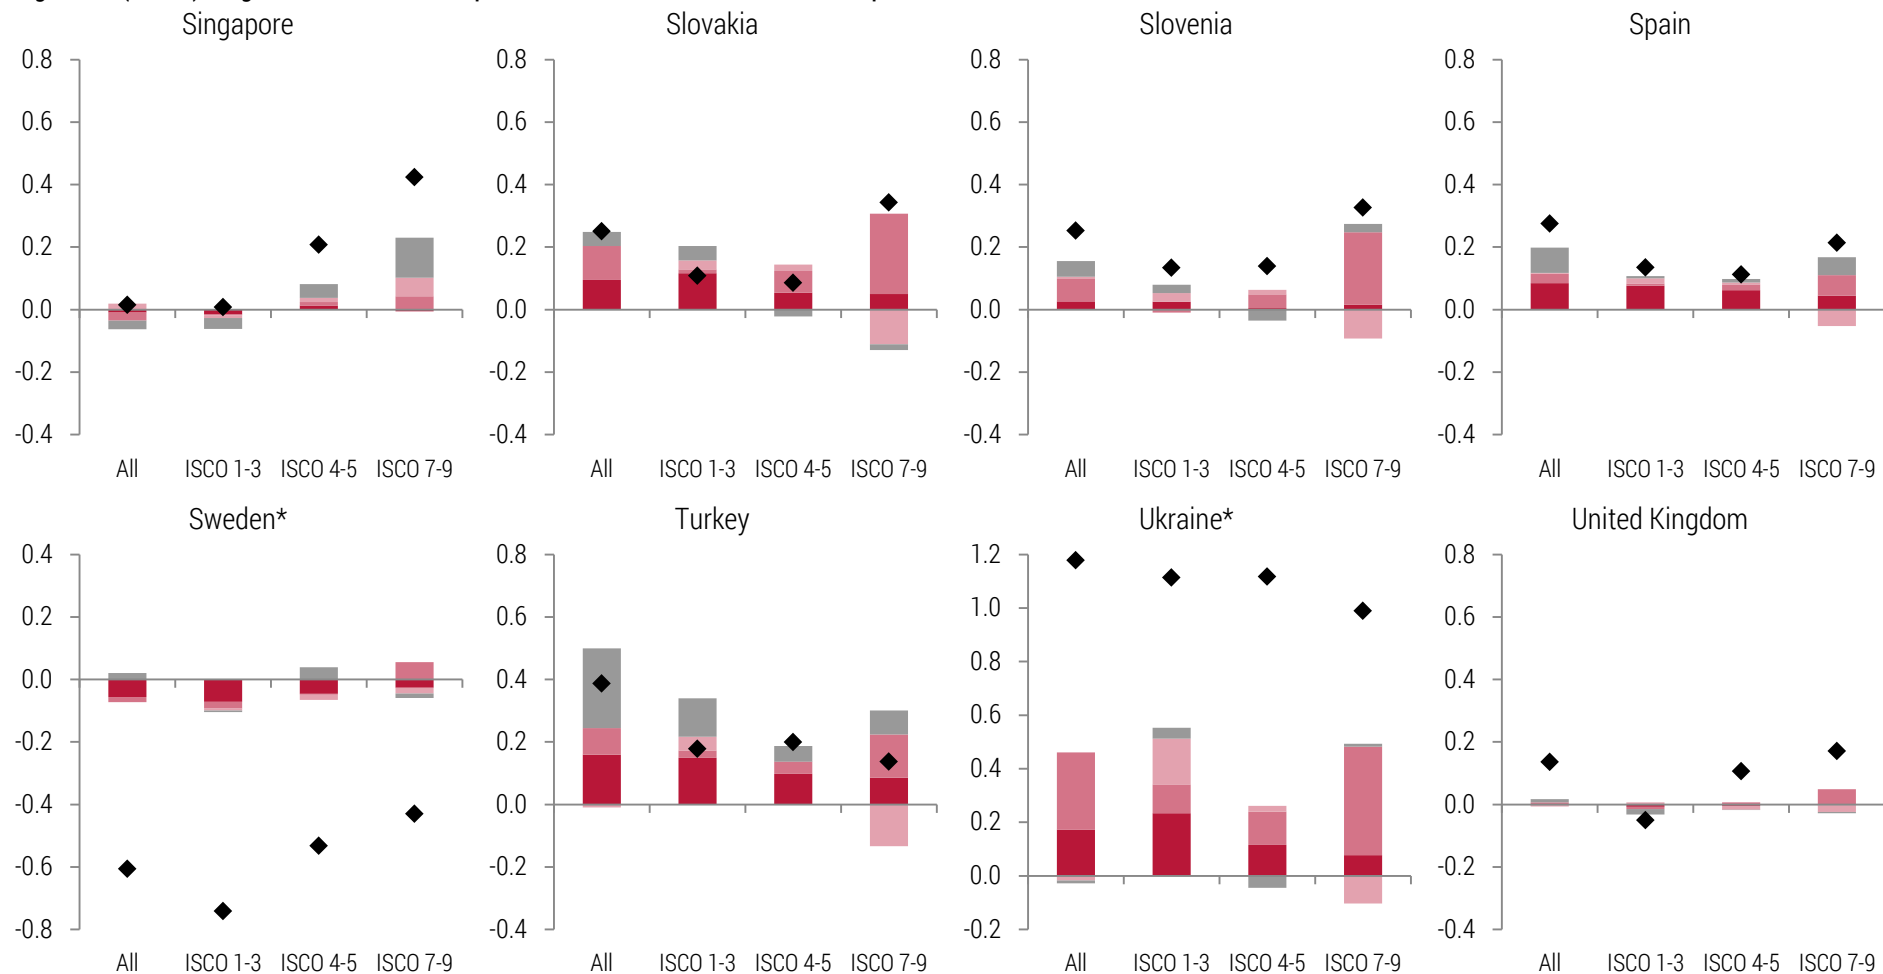 Singapore Slovakia Slovenia Spain
0.8 0.8 0.8 0.8
0.6 0.6 0.6 0.6
0.4 0.4 0.4 0.4
0.2 0.2 0.2 0.2
0.0 0.0 0.0 0.0
-0.2 -0.2 -0.2 -0.2
-0.4 -0.4 -0.4 -0.4
All ISCO 1-3 ISCO 4-5 ISCO 7-9 All ISCO 1-3 ISCO 4-5 ISCO 7-9 All ISCO 1-3 ISCO 4-5 ISCO 7-9 All ISCO 1-3 ISCO 4-5 ISCO 7-9
Sweden* Turkey Ukraine* United Kingdom
0.4 0.8 1.2 0.8
1.0
0.2 0.6 0.6
0.8
0.0 0.4 0.4
0.6
-0.2 0.2 0.2
0.4
-0.4 0.0 0.0
0.2
-0.6 -0.2 0.0 -0.2
-0.8 -0.4 -0.2 -0.4
All ISCO 1-3 ISCO 4-5 ISCO 7-9 All ISCO 1-3 ISCO 4-5 ISCO 7-9 All ISCO 1-3 ISCO 4-5 ISCO 7-9 All ISCO 1-3 ISCO 4-5 ISCO 7-9